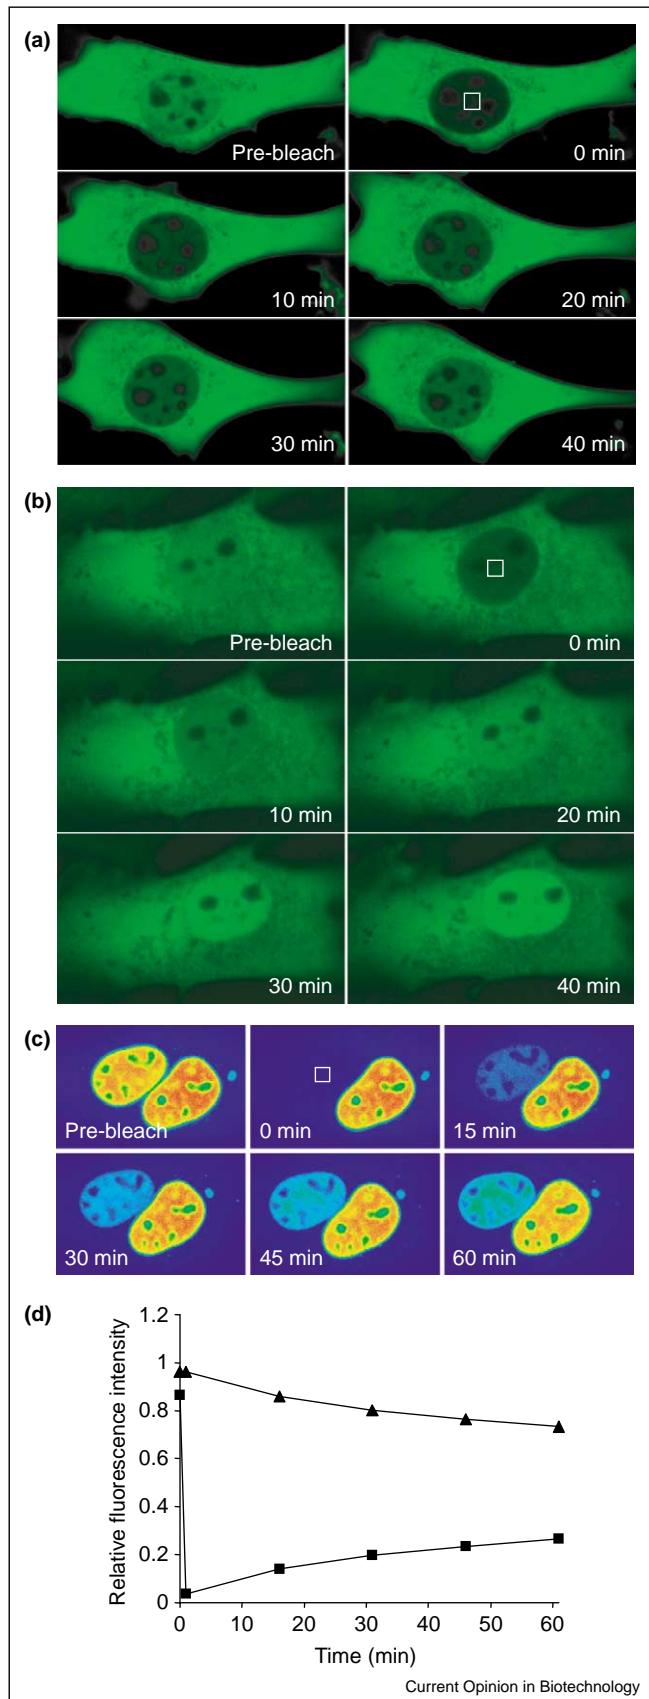 (a)
Pre-bleach 0 min
10 min 20 min
30 min 40 min
(b)
Pre-bleach 0 min
10 min 20 min
30 min 40 min
(c)
Pre-bleach 0 min 15 min
30 min 45 min 60 min
(d)
Relative fluorescence intensity
1.2
1
0.8
0.6
0.4
0.2
0
0 10 20 30 40 50 60
Time (min)
Current Opinion in Biotechnology